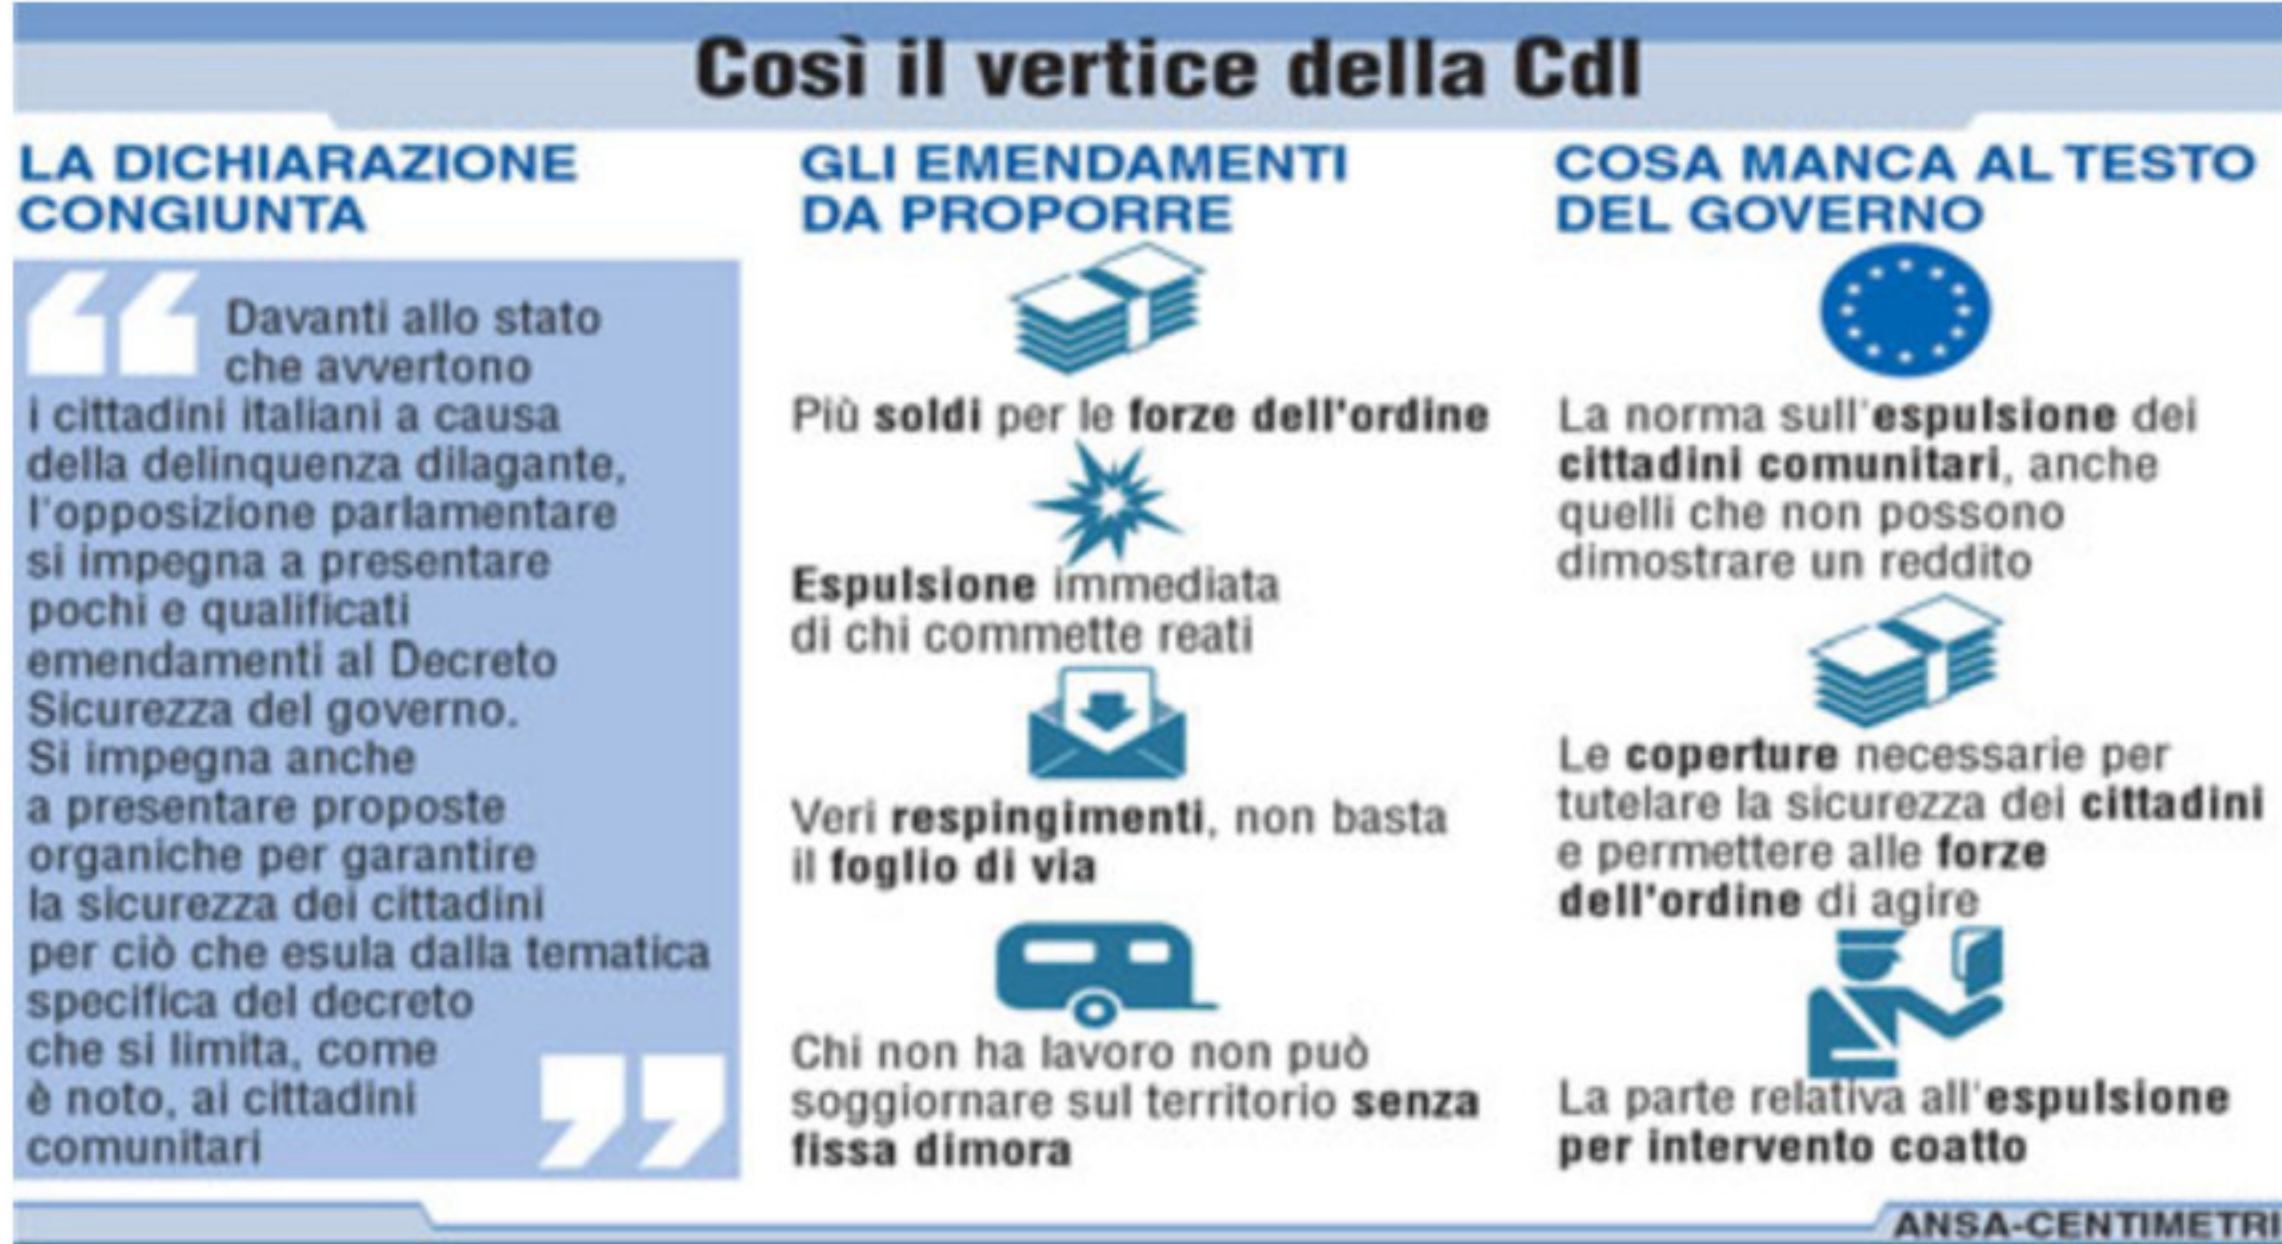 Così il vertice della Cdl
LA DICHIARAZIONE
CONGIUNTA
Davanti allo stato
che avvertono
i cittadini italiani a causa
della delinquenza dilagante,
l'opposizione parlamentare
si impegna a presentare
pochi e qualificati
emendamenti al Decreto
Sicurezza del governo.
Si impegna anche
a presentare proposte
organiche per garantire
la sicurezza dei cittadini
per ciò che esula dalla tematica
specifica del decreto
che si limita, come
è noto, ai cittadini
comunitari
GLI EMENDAMENTI
DA PROPORRE
Più soldi per le forze dell'ordine
Espulsione immediata
di chi commette reati
Veri respingimenti, non basta
il foglio di via
Chi non ha lavoro non può
soggiornare sul territorio senza
fissa dimora
COSA MANCA AL TESTO
DEL GOVERNO
La norma sull'espulsione dei
cittadini comunitari, anche
quelli che non possono
dimostrare un reddito
Le coperture necessarie per
tutelare la sicurezza dei cittadini
e permettere alle forze
dell'ordine di agire
La parte relativa all'espulsione
per intervento coatto
ANSA-CENTIMETRI